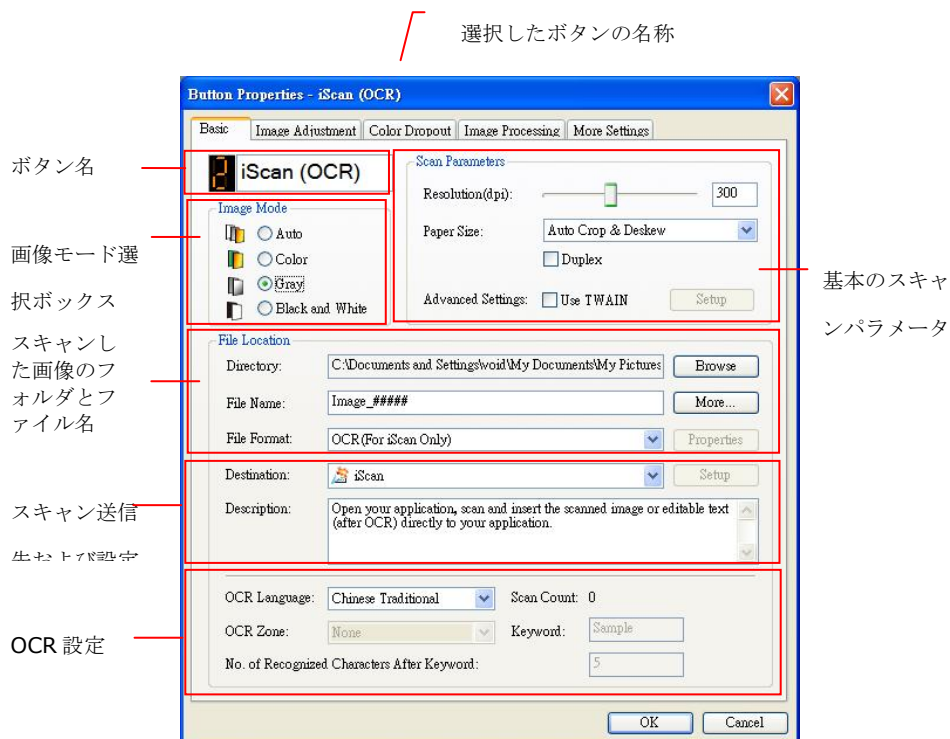 選択したボタンの名称
Button Properties - iScan (OCR)
Basic Image Adjustment Color Dropout Image Processing More Settings
ボタン名
2 iScan (OCR)
画像モード選
択ボックス
Image Mode
Auto
Color
Gray
Black and White
Scan Parameters
Resolution(dpi): 300
Paper Size: Auto Crop & Deskew
Duplex
Advanced Settings: Use TWAIN Setup
基本のスキャ
ンパラメータ
スキャンし
た画像のフ
ォルダとフ
ァイル名
File Location
Directory: C:\Documents and Settings\void\My Documents\My Pictures Browse
File Name: Image_##### More...
File Format: OCR(For iScan Only) Properties
スキャン送信
先および設定
Destination: iScan Setup
Description: Open your application, scan and insert the scanned image or editable text
(after OCR) directly to your application.
OCR 設定
OCR Language: Chinese Traditional Scan Count: 0
OCR Zone: None Keyword: Sample
No. of Recognized Characters After Keyword: 5
OK Cancel